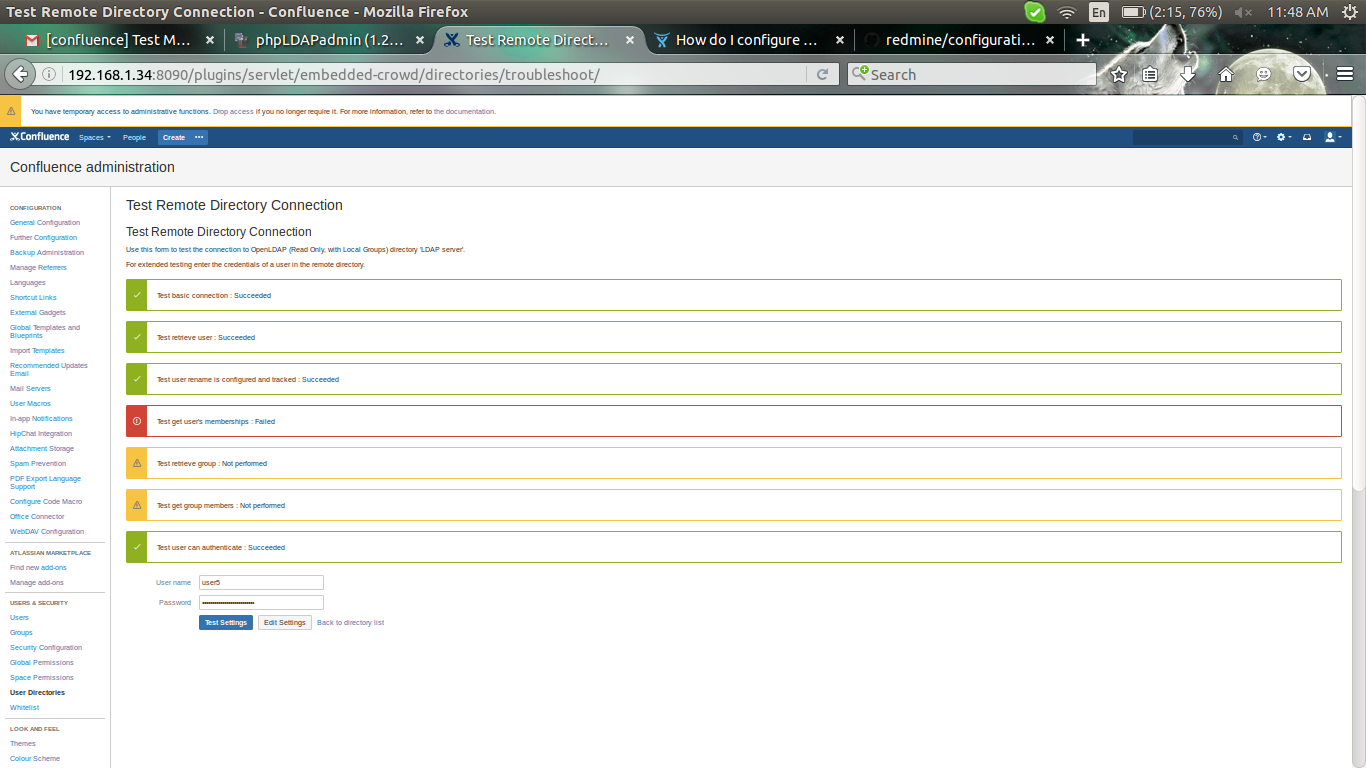 Test Remote Directory Connection - Confluence - Mozilla Firefox
En (2:15, 76%) 11:48 AM
[confluence] Test M... × phpLDAPadmin (1.2... × Test Remote Direct... × How do I configure ... × redmine/configurati... ×
192.168.1.34:8090/plugins/servlet/embedded-crowd/directories/troubleshoot/ Search
You have temporary access to administrative functions. Drop access if you no longer require it. For more information, refer to the documentation.
Confluence Spaces People Create •••
Confluence administration
CONFIGURATION
General Configuration
Further Configuration
Backup Administration
Manage Referrers
Languages
Shortcut Links
External Gadgets
Global Templates and
Blueprints
Import Templates
Recommended Updates
Email
Mail Servers
User Macros
In-app Notifications
HipChat Integration
Attachment Storage
Spam Prevention
PDF Export Language
Support
Configure Code Macro
Office Connector
WebDAV Configuration
ATLASSIAN MARKETPLACE
Find new add-ons
Manage add-ons
USERS & SECURITY
Users
Groups
Security Configuration
Global Permissions
Space Permissions
User Directories
Whitelist
LOOK AND FEEL
Themes
Colour Scheme
Test Remote Directory Connection
Test Remote Directory Connection
Use this form to test the connection to OpenLDAP (Read Only, with Local Groups) directory 'LDAP server'.
For extended testing enter the credentials of a user in the remote directory.
Test basic connection : Succeeded
Test retrieve user : Succeeded
Test user rename is configured and tracked : Succeeded
Test get user's memberships : Failed
Test retrieve group : Not performed
Test get group members : Not performed
Test user can authenticate : Succeeded
User name user5
Password
Test Settings Edit Settings Back to directory list